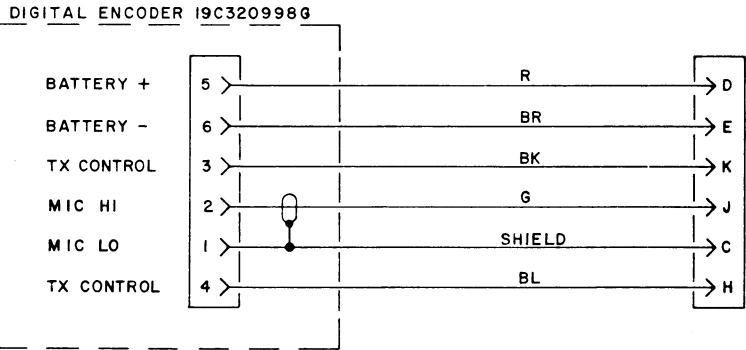 DIGITAL ENCODER 19C320998G
BATTERY + 5 R D
BATTERY - 6 BR E
TX CONTROL 3 BK K
MIC HI 2 G J
MIC LO 1 SHIELD C
TX CONTROL 4 BL H